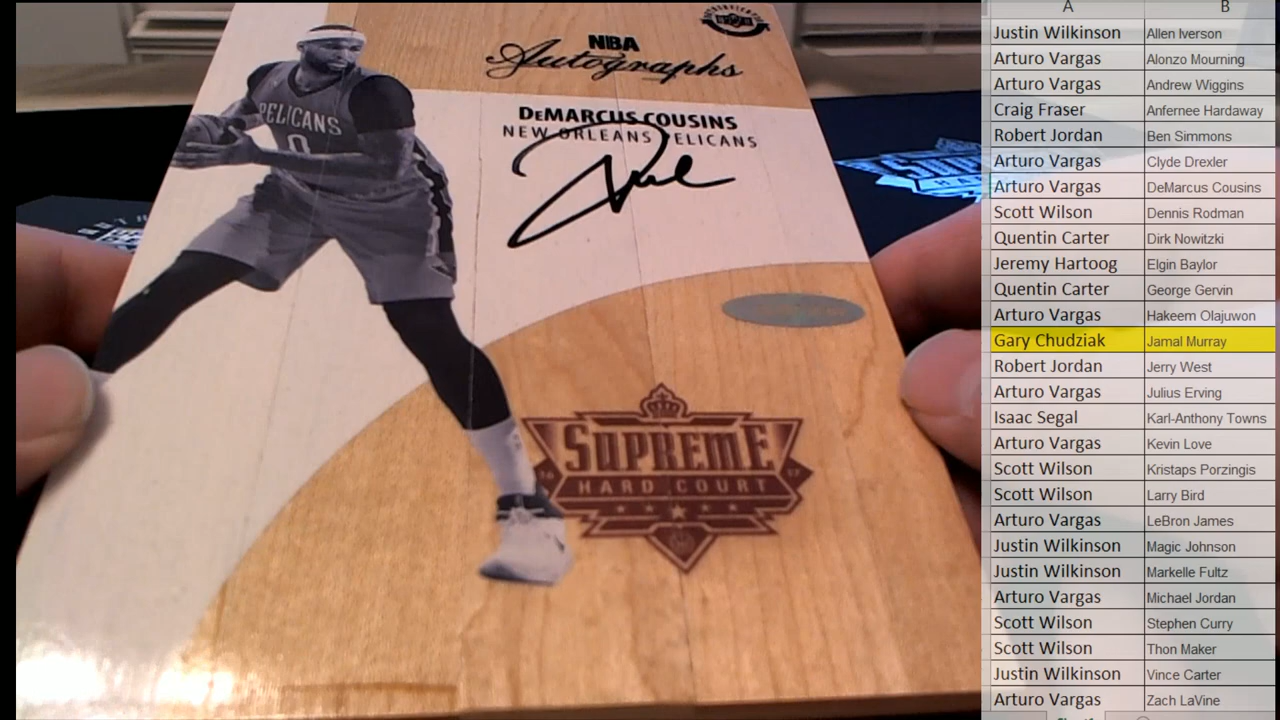 NBA
Autographs
DEMARCUS COUSINS
NEW ORLEANS PELICANS
PELICANS
0
SUPREME
16 17
HARD COURT
A B
Justin Wilkinson Allen Iverson
Arturo Vargas Alonzo Mourning
Arturo Vargas Andrew Wiggins
Craig Fraser Anfernee Hardaway
Robert Jordan Ben Simmons
Arturo Vargas Clyde Drexler
Arturo Vargas DeMarcus Cousins
Scott Wilson Dennis Rodman
Quentin Carter Dirk Nowitzki
Jeremy Hartoog Elgin Baylor
Quentin Carter George Gervin
Arturo Vargas Hakeem Olajuwon
Gary Chudziak Jamal Murray
Robert Jordan Jerry West
Arturo Vargas Julius Erving
Isaac Segal Karl-Anthony Towns
Arturo Vargas Kevin Love
Scott Wilson Kristaps Porzingis
Scott Wilson Larry Bird
Arturo Vargas LeBron James
Justin Wilkinson Magic Johnson
Justin Wilkinson Markelle Fultz
Arturo Vargas Michael Jordan
Scott Wilson Stephen Curry
Scott Wilson Thon Maker
Justin Wilkinson Vince Carter
Arturo Vargas Zach LaVine